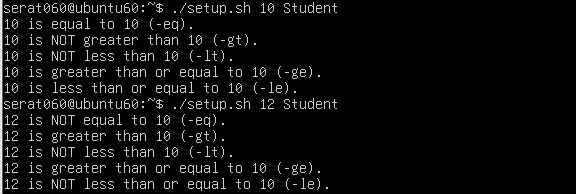 serat060@ubuntu60:~$ ./setup.sh 10 Student
10 is equal to 10 (-eq).
10 is NOT greater than 10 (-gt).
10 is NOT less than 10 (-lt).
10 is greater than or equal to 10 (-ge).
10 is less than or equal to 10 (-le).
serat060@ubuntu60:~$ ./setup.sh 12 Student
12 is NOT equal to 10 (-eq).
12 is greater than 10 (-gt).
12 is NOT less than 10 (-lt).
12 is greater than or equal to 10 (-ge).
12 is NOT less than or equal to 10 (-le).